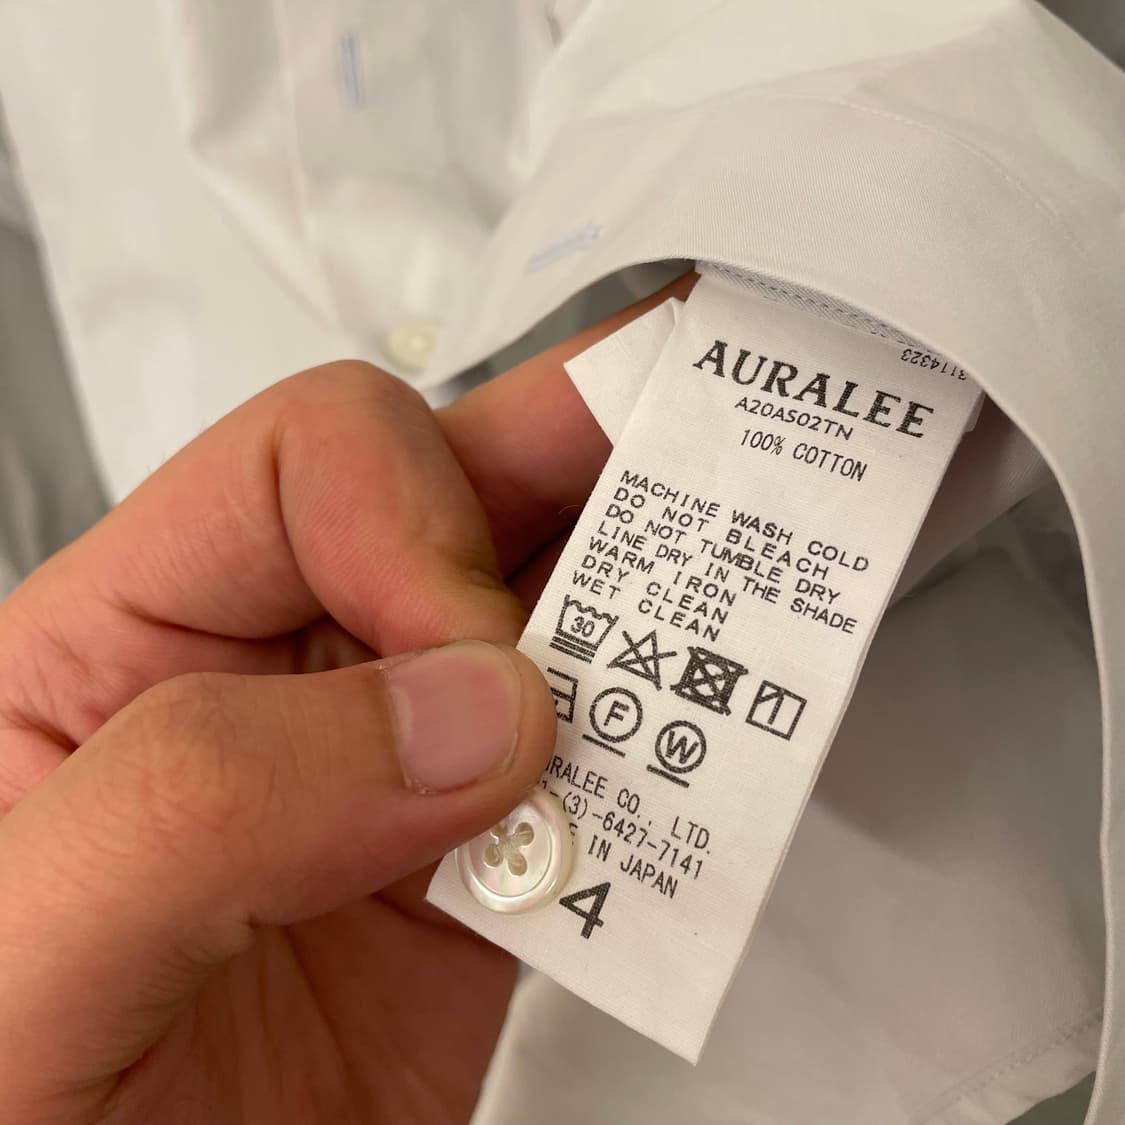 3114323
AURALEE
A20AS02TN
100% COTTON
MACHINE WASH COLD
DO NOT BLEACH
DO NOT TUMBLE DRY
LINE DRY IN THE SHADE
WARM IRON
DRY CLEAN
WET CLEAN
30
F
W
CO., LTD.
(3)-6427-7141
IN JAPAN
4